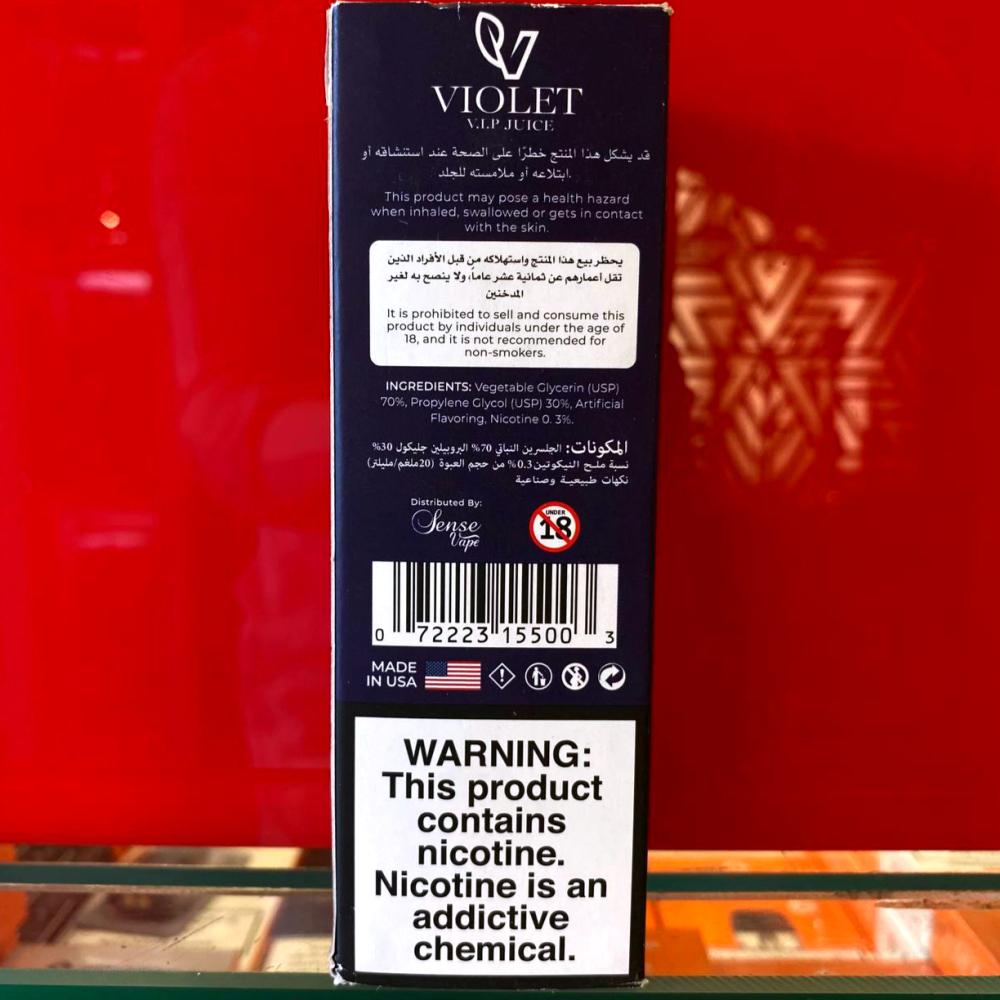 VIOLET
V.I.P JUICE
قد يشكل هذا المنتج خطرًا على الصحة عند استنشاقه أو
ابتلاعه أو ملامسته للجلد.
This product may pose a health hazard
when inhaled, swallowed or gets in contact
with the skin.
يحظر بيع هذا المنتج واستهلاكه من قبل الأفراد الذين
تقل أعمارهم عن ثمانية عشر عاماً، ولا ينصح به لغير
المدخنين
It is prohibited to sell and consume this
product by individuals under the age of
18, and it is not recommended for
non-smokers.
INGREDIENTS: Vegetable Glycerin (USP)
70%, Propylene Glycol (USP) 30%, Artificial
Flavoring, Nicotine 0. 3%.
المكونات: الجلسرين النباتي 70% البروبيلين جليكول 30%
نسبة ملح النيكوتين 0.3% من حجم العبوة (20ملغم/مليلتر)
نكهات طبيعية وصناعية
Distributed By:
Sense
Vape
UNDER
18
0 72223 15500 3
MADE
IN USA
WARNING:
This product
contains
nicotine.
Nicotine is an
addictive
chemical.